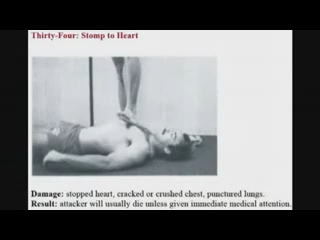 Thirty-Four: Stomp to Heart
Damage: stopped heart, cracked or crushed chest, punctured lungs.
Result: attacker will usually die unless given immediate medical attention.